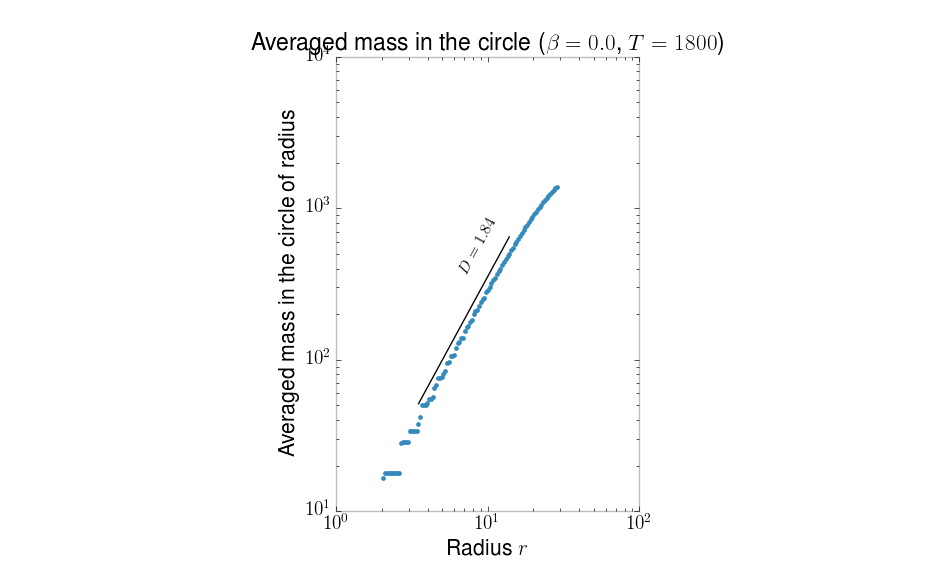 Averaged mass in the circle (β = 0.0, T = 1800)
10⁴
10³
10²
10¹
Averaged mass in the circle of radius
D = 1.84
10⁰ 10¹ 10²
Radius r